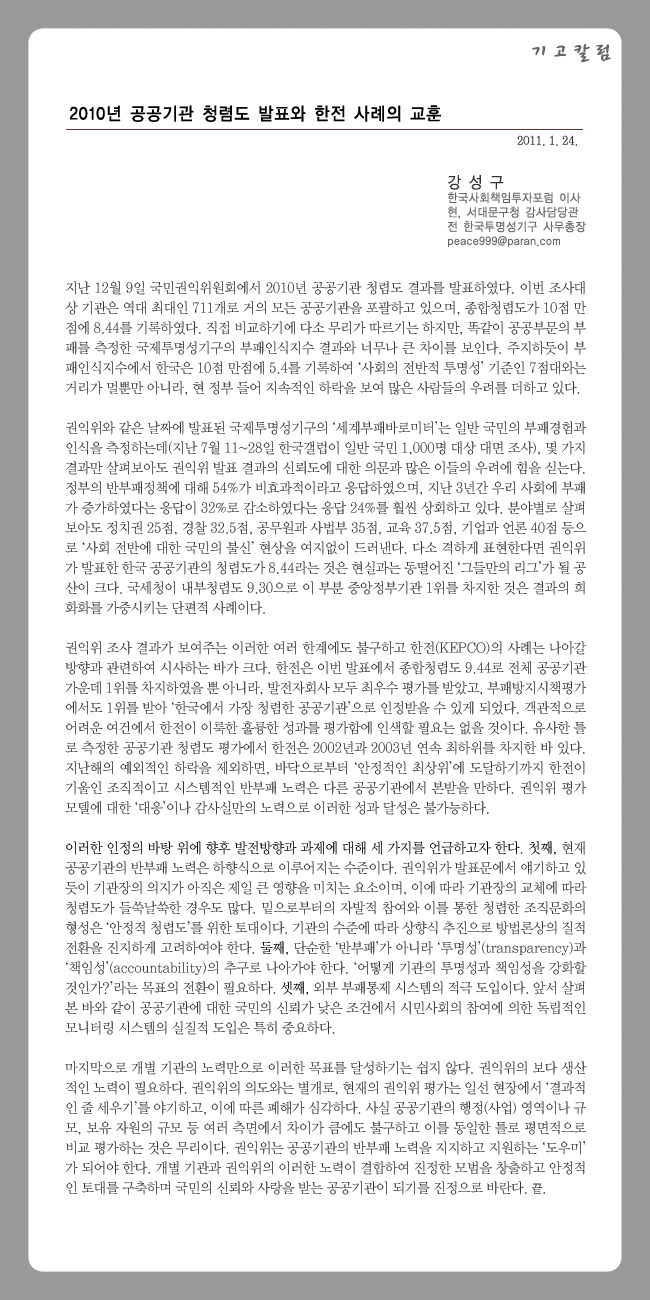 기고칼럼
2010년 공공기관 청렴도 발표와 한전 사례의 교훈
2011. 1. 24.
강 성 구
한국사회책임투자포럼 이사
현, 서대문구청 감사담당관
전 한국투명성기구 사무총장
peace999@paran.com
지난 12월 9일 국민권익위원회에서 2010년 공공기관 청렴도 결과를 발표하였다. 이번 조사대
상 기관은 역대 최대인 711개로 거의 모든 공공기관을 포괄하고 있으며, 종합청렴도가 10점 만
점에 8.44를 기록하였다. 직접 비교하기에 다소 무리가 따르기는 하지만, 똑같이 공공부문의 부
패를 측정한 국제투명성기구의 부패인식지수 결과와 너무나 큰 차이를 보인다. 주지하듯이 부
패인식지수에서 한국은 10점 만점에 5.4를 기록하여 ‘사회의 전반적 투명성’ 기준인 7점대와는
거리가 멀뿐만 아니라, 현 정부 들어 지속적인 하락을 보여 많은 사람들의 우려를 더하고 있다.
권익위와 같은 날짜에 발표된 국제투명성기구의 ‘세계부패바로미터’는 일반 국민의 부패경험과
인식을 측정하는데(지난 7월 11~28일 한국갤럽이 일반 국민 1,000명 대상 대면 조사), 몇 가지
결과만 살펴보아도 권익위 발표 결과의 신뢰도에 대한 의문과 많은 이들의 우려에 힘을 싣는다.
정부의 반부패정책에 대해 54%가 비효과적이라고 응답하였으며, 지난 3년간 우리 사회에 부패
가 증가하였다는 응답이 32%로 감소하였다는 응답 24%를 훨씬 상회하고 있다. 분야별로 살펴
보아도 정치권 25점, 경찰 32.5점, 공무원과 사법부 35점, 교육 37.5점, 기업과 언론 40점 등으
로 ‘사회 전반에 대한 국민의 불신’ 현상을 여지없이 드러낸다. 다소 격하게 표현한다면 권익위
가 발표한 한국 공공기관의 청렴도가 8.44라는 것은 현실과는 동떨어진 ‘그들만의 리그’가 될 공
산이 크다. 국세청이 내부청렴도 9.30으로 이 부분 중앙정부기관 1위를 차지한 것은 결과의 희
화화를 가중시키는 단편적 사례이다.
권익위 조사 결과가 보여주는 이러한 여러 한계에도 불구하고 한전(KEPCO)의 사례는 나아갈
방향과 관련하여 시사하는 바가 크다. 한전은 이번 발표에서 종합청렴도 9.44로 전체 공공기관
가운데 1위를 차지하였을 뿐 아니라, 발전자회사 모두 최우수 평가를 받았고, 부패방지시책평가
에서도 1위를 받아 ‘한국에서 가장 청렴한 공공기관’으로 인정받을 수 있게 되었다. 객관적으로
어려운 여건에서 한전이 이룩한 훌륭한 성과를 평가함에 인색할 필요는 없을 것이다. 유사한 틀
로 측정한 공공기관 청렴도 평가에서 한전은 2002년과 2003년 연속 최하위를 차지한 바 있다.
지난해의 예외적인 하락을 제외하면, 바닥으로부터 ‘안정적인 최상위’에 도달하기까지 한전이
기울인 조직적이고 시스템적인 반부패 노력은 다른 공공기관에서 본받을 만하다. 권익위 평가
모델에 대한 ‘대응’이나 감사실만의 노력으로 이러한 성과 달성은 불가능하다.
이러한 인정의 바탕 위에 향후 발전방향과 과제에 대해 세 가지를 언급하고자 한다. 첫째, 현재
공공기관의 반부패 노력은 하향식으로 이루어지는 수준이다. 권익위가 발표문에서 얘기하고 있
듯이 기관장의 의지가 아직은 제일 큰 영향을 미치는 요소이며, 이에 따라 기관장의 교체에 따라
청렴도가 들쑥날쑥한 경우도 많다. 밑으로부터의 자발적 참여와 이를 통한 청렴한 조직문화의
형성은 ‘안정적 청렴도’를 위한 토대이다. 기관의 수준에 따라 상향식 추진으로 방법론상의 질적
전환을 진지하게 고려하여야 한다. 둘째, 단순한 ‘반부패’가 아니라 ‘투명성’(transparency)과
‘책임성’(accountability)의 추구로 나아가야 한다. ‘어떻게 기관의 투명성과 책임성을 강화할
것인가?’라는 목표의 전환이 필요하다. 셋째, 외부 부패통제 시스템의 적극 도입이다. 앞서 살펴
본 바와 같이 공공기관에 대한 국민의 신뢰가 낮은 조건에서 시민사회의 참여에 의한 독립적인
모니터링 시스템의 실질적 도입은 특히 중요하다.
마지막으로 개별 기관의 노력만으로 이러한 목표를 달성하기는 쉽지 않다. 권익위의 보다 생산
적인 노력이 필요하다. 권익위의 의도와는 별개로, 현재의 권익위 평가는 일선 현장에서 ‘결과적
인 줄 세우기’를 야기하고, 이에 따른 폐해가 심각하다. 사실 공공기관의 행정(사업) 영역이나 규
모, 보유 자원의 규모 등 여러 측면에서 차이가 큼에도 불구하고 이를 동일한 틀로 평면적으로
비교 평가하는 것은 무리이다. 권익위는 공공기관의 반부패 노력을 지지하고 지원하는 ‘도우미’
가 되어야 한다. 개별 기관과 권익위의 이러한 노력이 결합하여 진정한 모범을 창출하고 안정적
인 토대를 구축하며 국민의 신뢰와 사랑을 받는 공공기관이 되기를 진정으로 바란다. 끝.